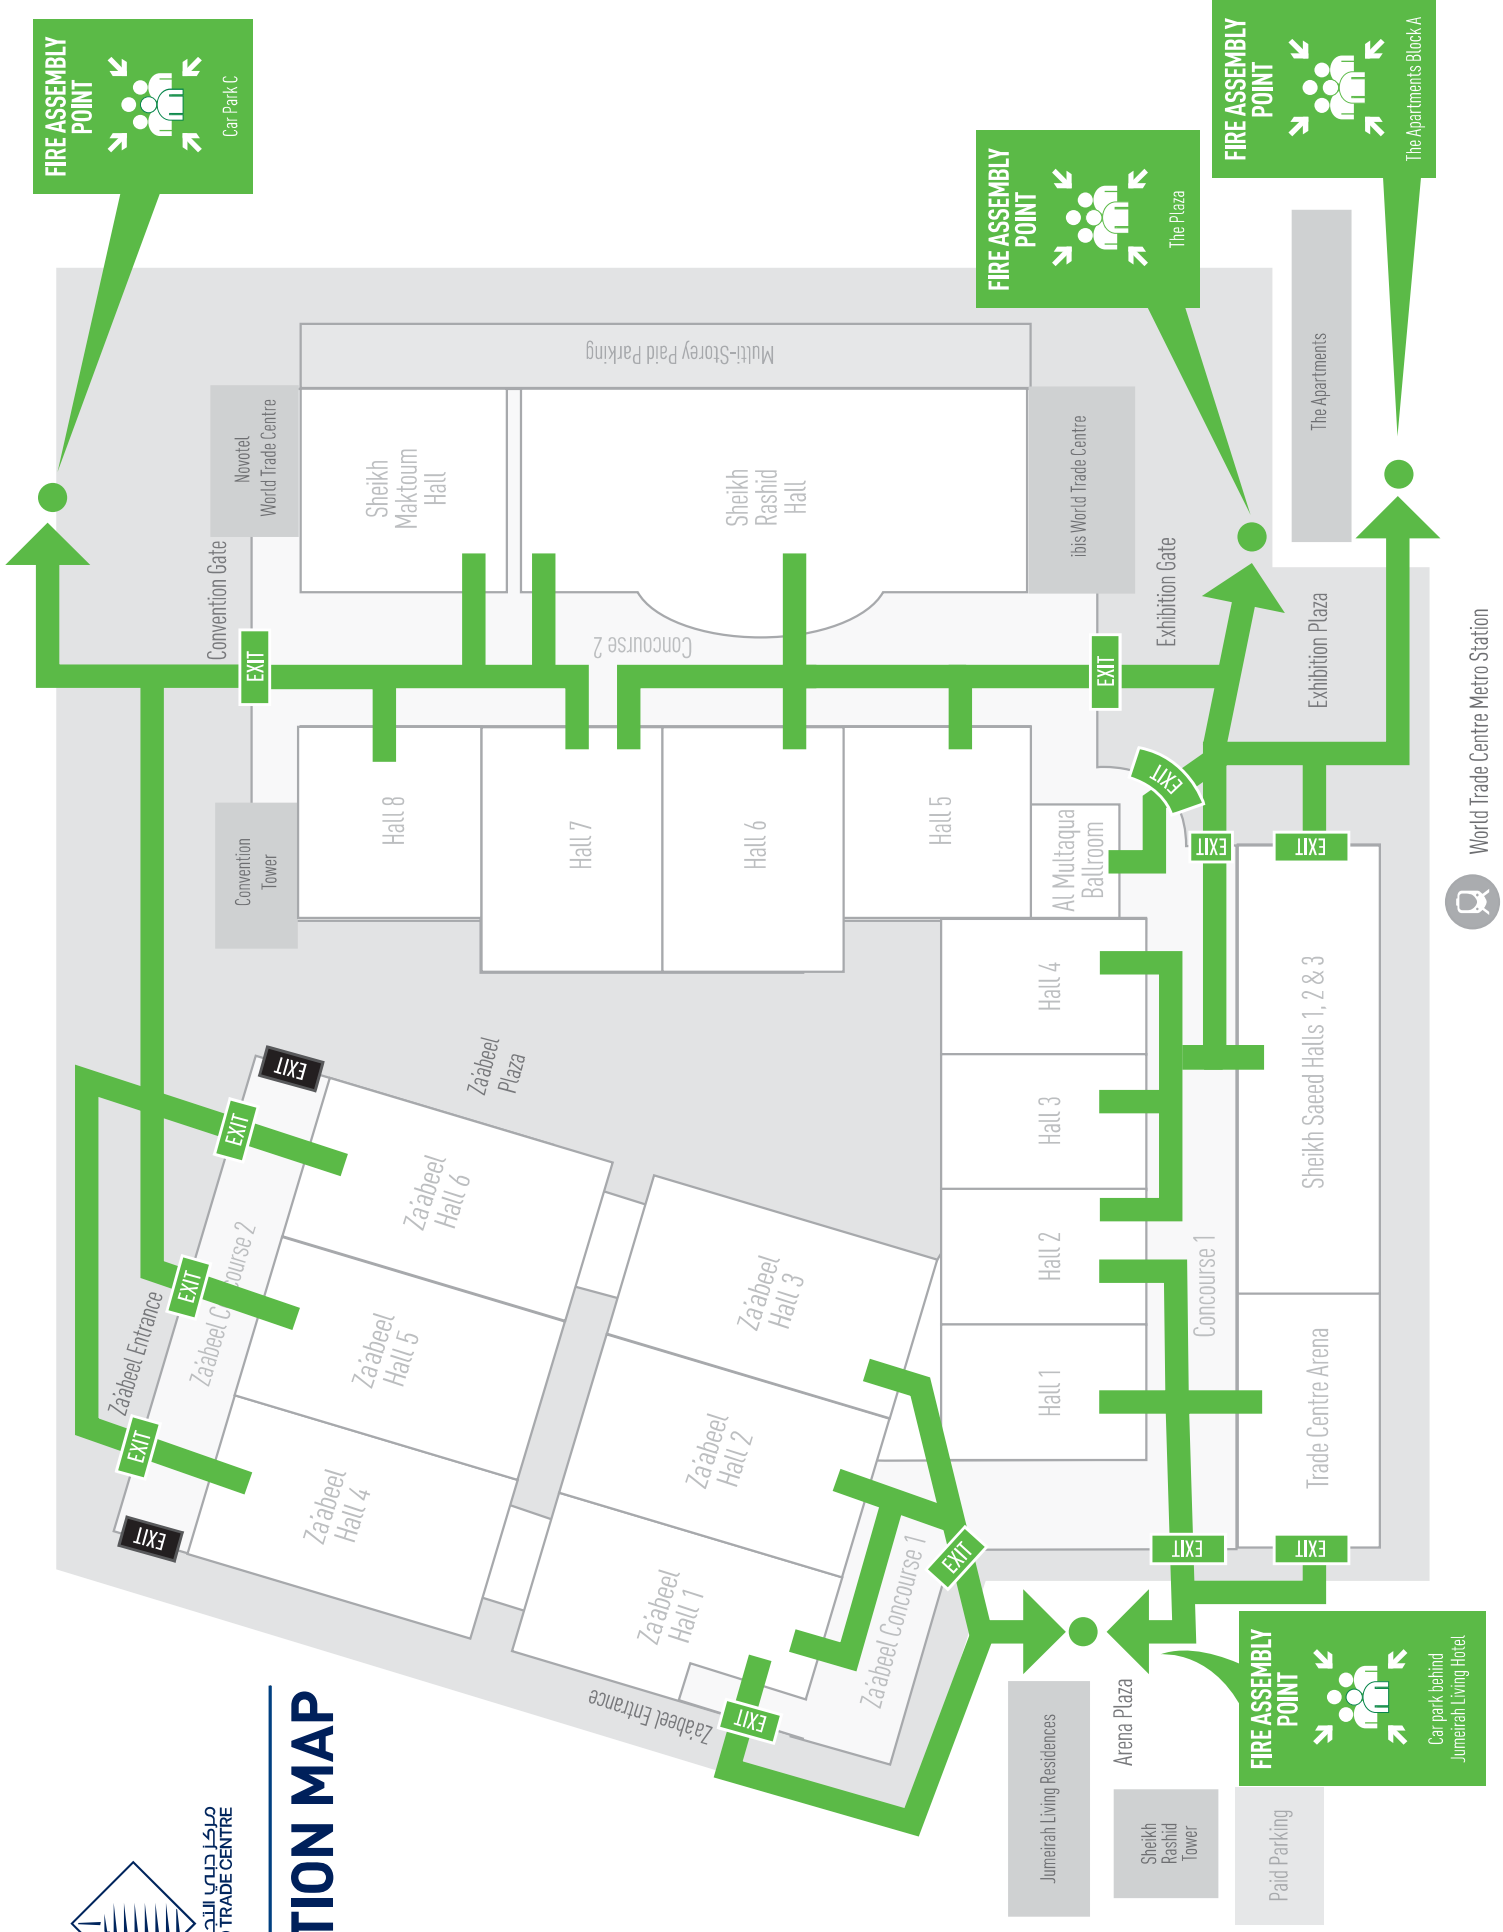 FIRE ASSEMBLY
POINT
Car Park C
FIRE ASSEMBLY
POINT
The Plaza
FIRE ASSEMBLY
POINT
The Apartments Block A
Multi-Storey Paid Parking
Novotel
World Trade Centre
Sheikh
Maktoum
Hall
Sheikh
Rashid
Hall
ibis World Trade Centre
The Apartments
Convention Gate
Concourse 2
Exhibition Gate
Exhibition Plaza
EXIT
EXIT
EXIT
World Trade Centre Metro Station
Convention
Tower
Hall 8
Hall 7
Hall 6
Hall 5
Al Multaqua
Ballroom
EXIT
EXIT
Hall 4
Hall 3
Hall 2
Hall 1
Concourse 1
Sheikh Saeed Halls 1, 2 & 3
Trade Centre Arena
Za'abeel
Plaza
EXIT
EXIT
EXIT
EXIT
EXIT
Za'abeel Entrance
Za'abeel C
ourse 2
Za'abeel
Hall 6
Za'abeel
Hall 5
Za'abeel
Hall 4
Za'abeel
Hall 3
Za'abeel
Hall 2
Za'abeel
Hall 1
Za'abeel Concourse 1
Za'abeel Entrance
EXIT
EXIT
EXIT
EXIT
Arena Plaza
Jumeirah Living Residences
Sheikh
Rashid
Tower
Paid Parking
FIRE ASSEMBLY
POINT
Car park behind
Jumeirah Living Hotel
مركز دبي
TRADE CENTRE
TION MAP